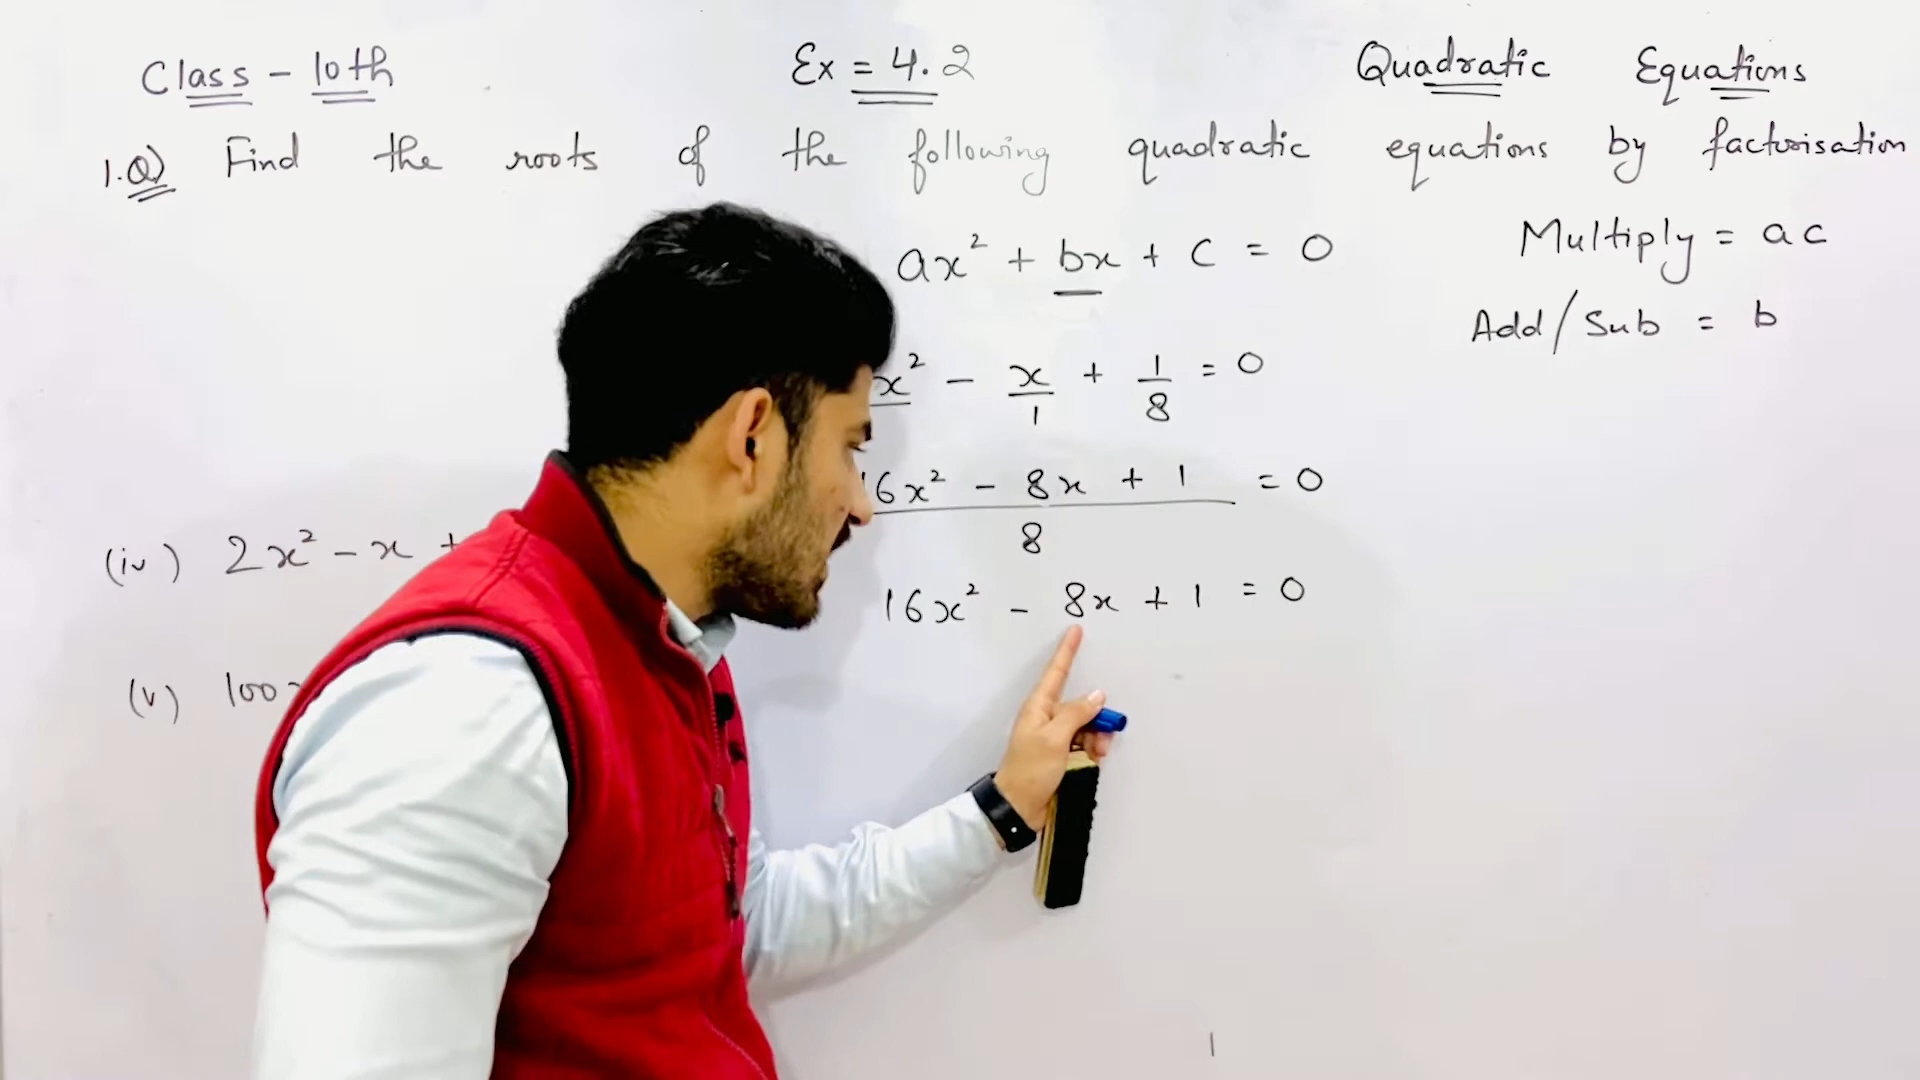 Class - 10th Ex = 4.2 Quadratic Equations
1.Q) Find the roots of the following quadratic equations by factorisation
ax² + bx + c = 0
Multiply = ac
Add/Sub = b
x² - x/1 + 1/8 = 0
16x² - 8x + 1 = 0
8
(iv) 2x² - x +
16x² - 8x + 1 = 0
(v) 100